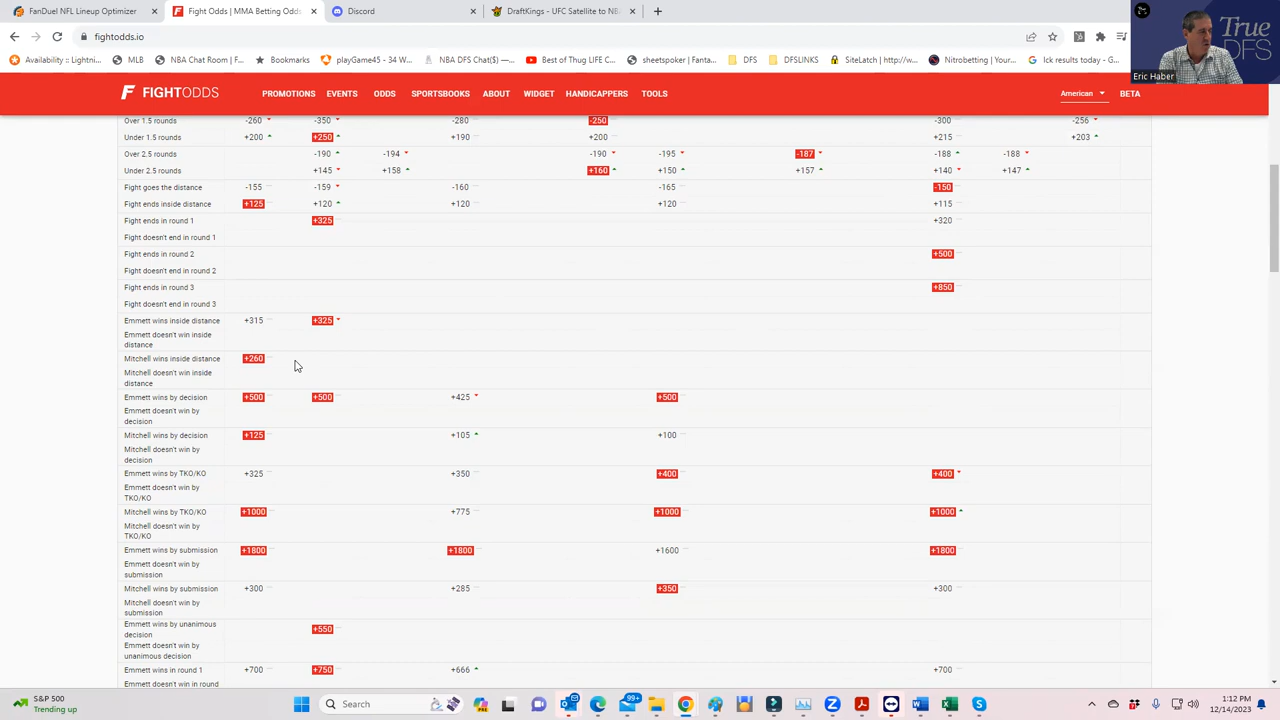 FanDuel NFL Lineup Optimizer
Fight Odds | MMA Betting Odds
Discord
DraftKings - UFC Satellite to NB
fightodds.io
Availability :: Lightni...
MLB
NBA Chat Room | F...
Bookmarks
playGame45 - 34 W...
NBA DFS Chat($) —...
Best of Thug LIFE C...
sheetspoker | Fanta...
DFS
DFSLINKS
SiteLatch | http://w...
Nitrobetting | Your...
Ick results today - G...
True
DFS
Eric Haber
FIGHTODDS
PROMOTIONS EVENTS ODDS SPORTSBOOKS ABOUT WIDGET HANDICAPPERS TOOLS
American
BETA
Over 1.5 rounds -260 -350 -280 -250 -300 -256
Under 1.5 rounds +200 +250 +190 +200 +215 +203
Over 2.5 rounds -190 -194 -190 -195 -187 -188 -188
Under 2.5 rounds +145 +158 +160 +150 +157 +140 +147
Fight goes the distance -155 -159 -160 -165 -150
Fight ends inside distance +125 +120 +120 +120 +115
Fight ends in round 1 +325 +320
Fight doesn't end in round 1
Fight ends in round 2 +500
Fight doesn't end in round 2
Fight ends in round 3 +850
Fight doesn't end in round 3
Emmett wins inside distance +315 +325
Emmett doesn't win inside
distance
Mitchell wins inside distance +260
Mitchell doesn't win inside
distance
Emmett wins by decision +500 +500 +425 +500
Emmett doesn't win by
decision
Mitchell wins by decision +125 +105 +100
Mitchell doesn't win by
decision
Emmett wins by TKO/KO +325 +350 +400 +400
Emmett doesn't win by
TKO/KO
Mitchell wins by TKO/KO +1000 +775 +1000 +1000
Mitchell doesn't win by
TKO/KO
Emmett wins by submission +1800 +1800 +1600 +1800
Emmett doesn't win by
submission
Mitchell wins by submission +300 +285 +350 +300
Mitchell doesn't win by
submission
Emmett wins by unanimous
decision +550
Emmett doesn't win by
unanimous decision
Emmett wins in round 1 +700 +750 +666 +700
Emmett doesn't win in round
S&P 500
Trending up
Search
99+
1:12 PM
12/14/2023